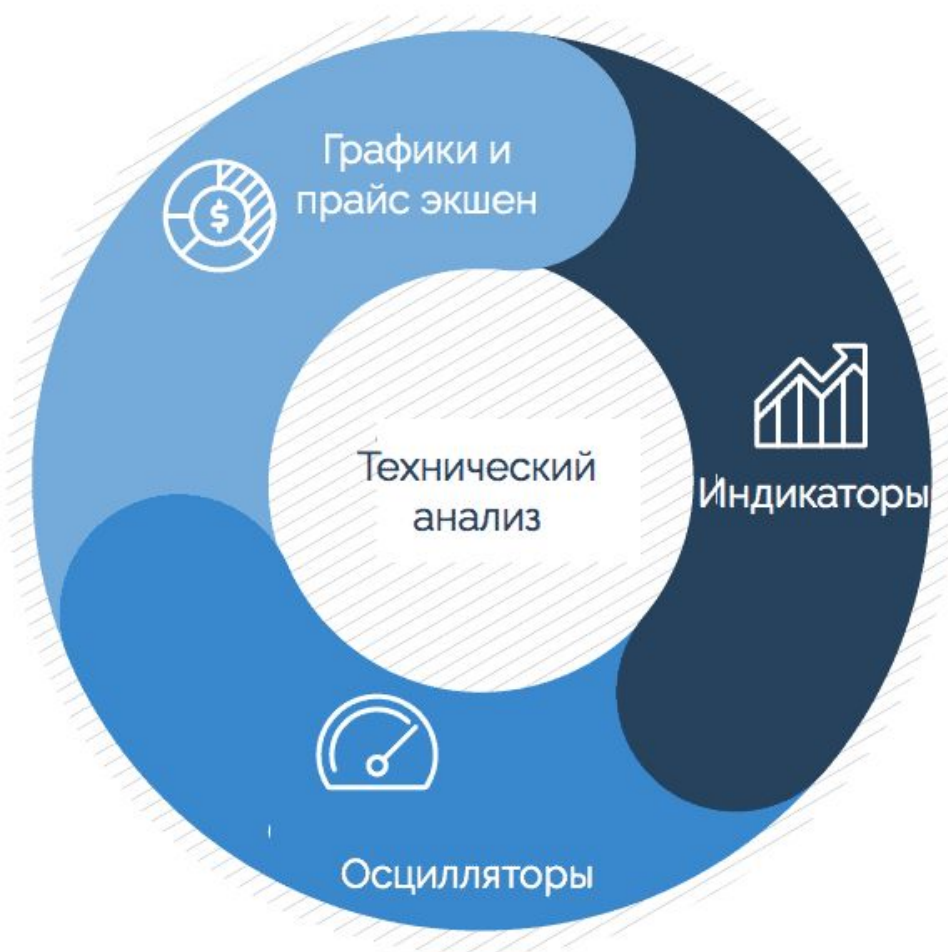 Графики и
прайс экшен
$
Индикаторы
Технический
анализ
Осцилляторы